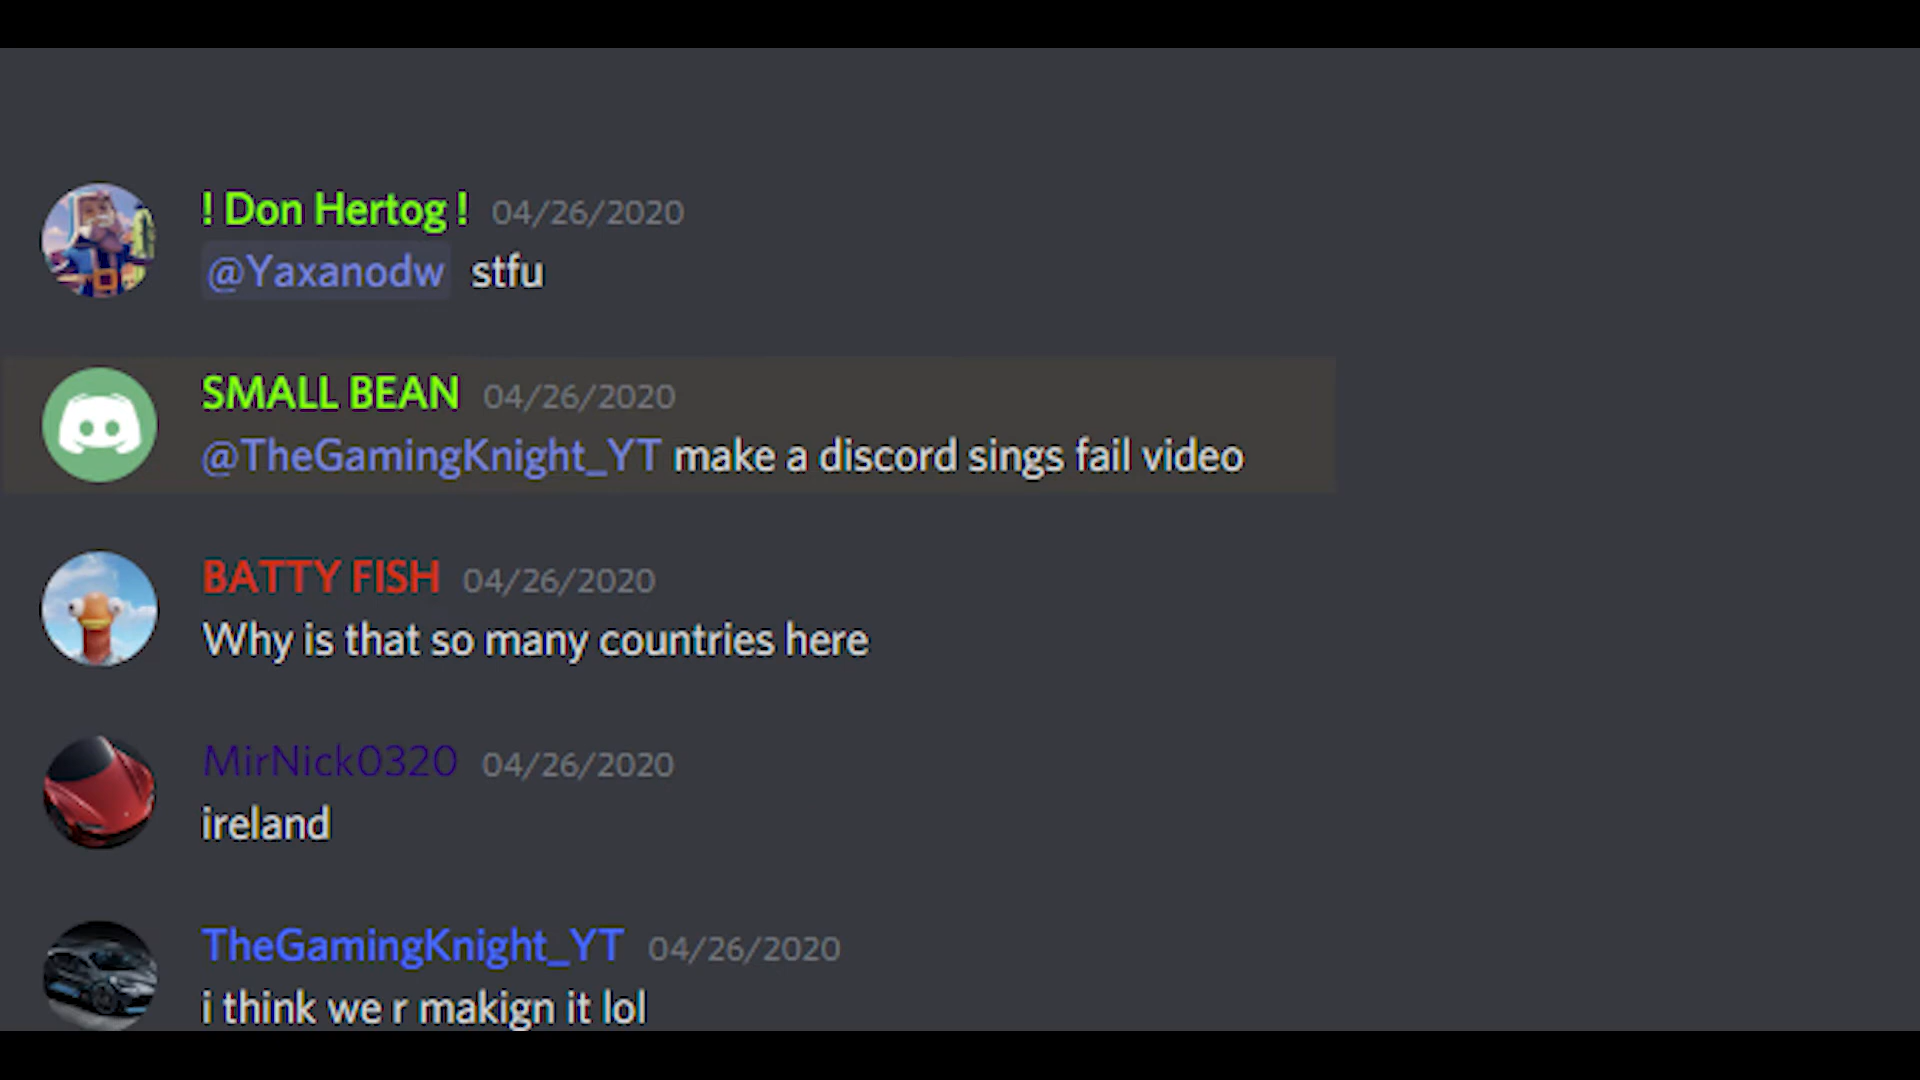 ! Don Hertog ! 04/26/2020
@Yaxanodw stfu
SMALL BEAN 04/26/2020
@TheGamingKnight_YT make a discord sings fail video
BATTY FISH 04/26/2020
Why is that so many countries here
MirNick0320 04/26/2020
ireland
TheGamingKnight_YT 04/26/2020
i think we r makign it lol